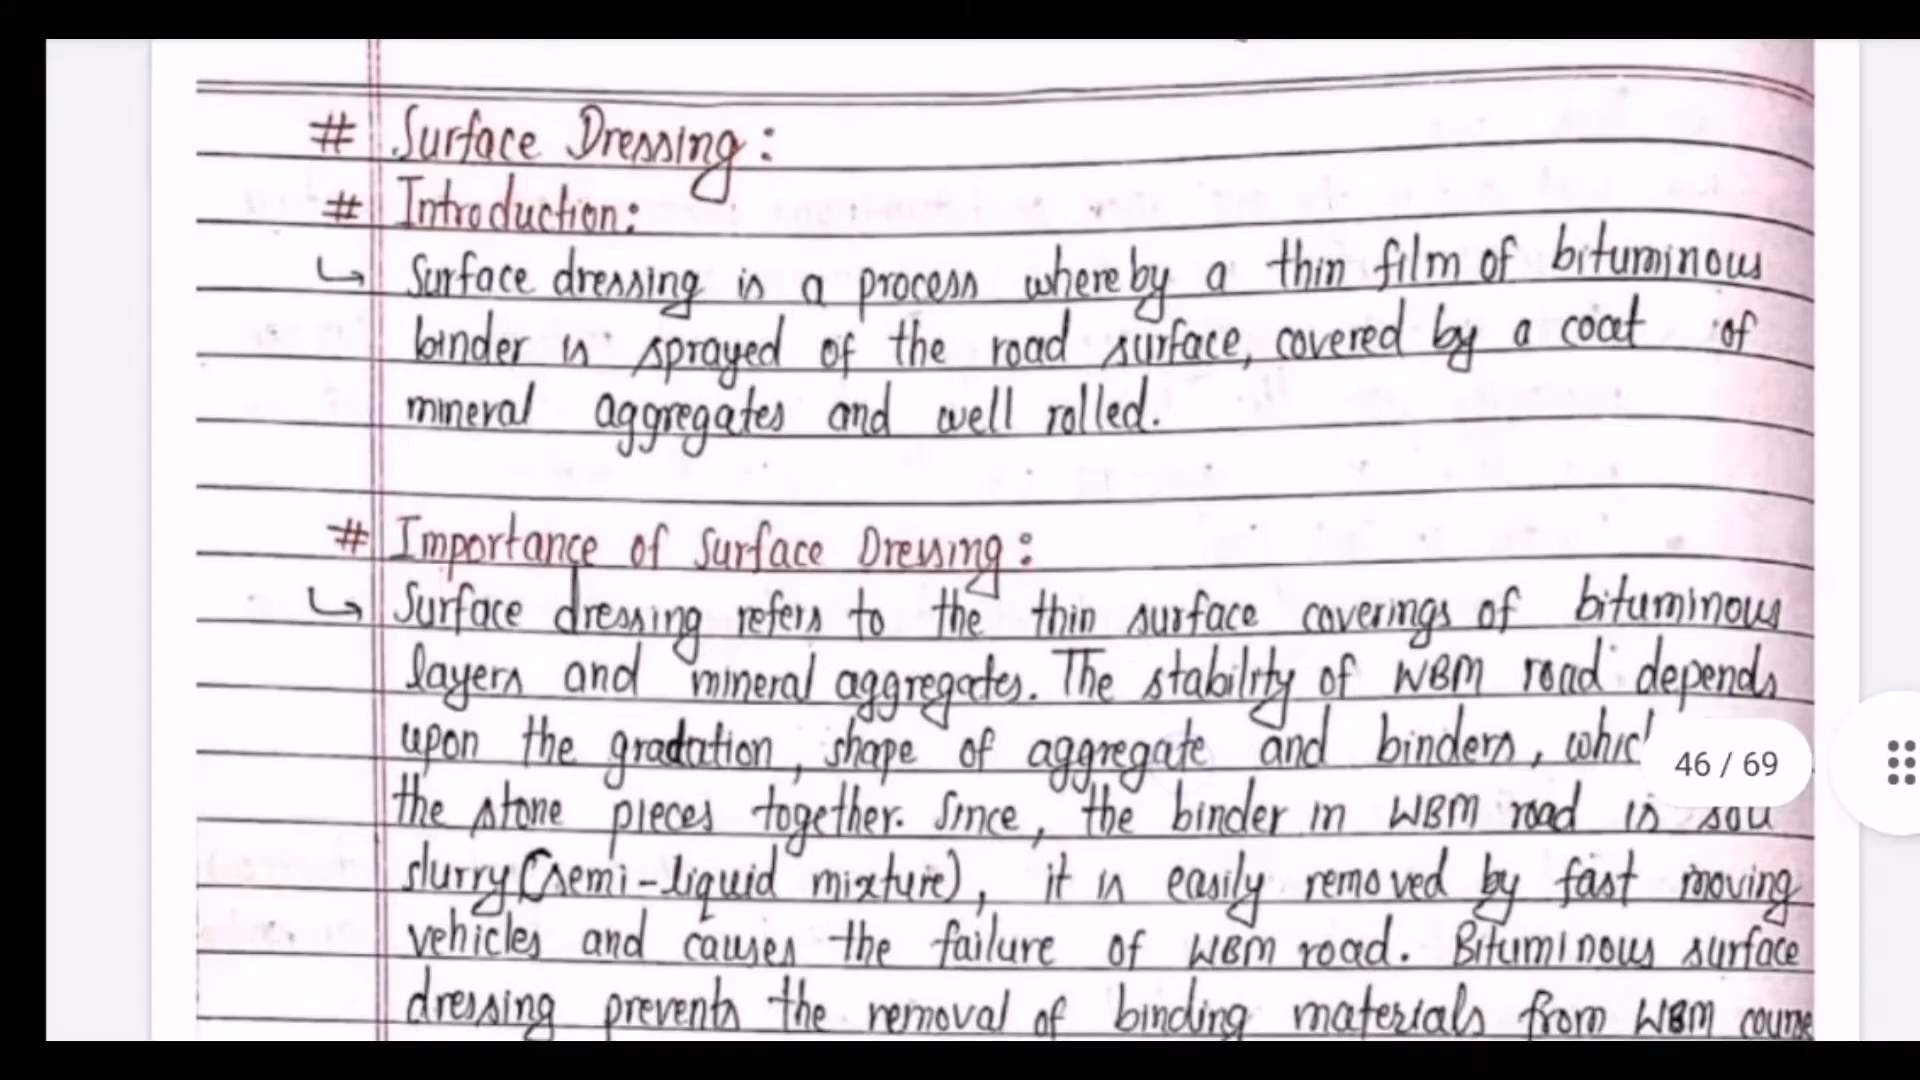 # Surface Dressing:
# Introduction:
↳ Surface dressing is a process whereby a thin film of bituminous
binder is sprayed of the road surface, covered by a coat of
mineral aggregates and well rolled.
# Importance of Surface Dressing:
↳ Surface dressing refers to the thin surface coverings of bituminous
layers and mineral aggregates. The stability of WBM road depends
upon the gradation, shape of aggregate and binders,
46 / 69
the stone pieces together. Since, the binder in WBM road is
slurry (semi-liquid mixture), it is easily removed by fast moving
vehicles and causes the failure of WBM road. Bituminous surface
dressing prevents the removal of binding materials from WBM